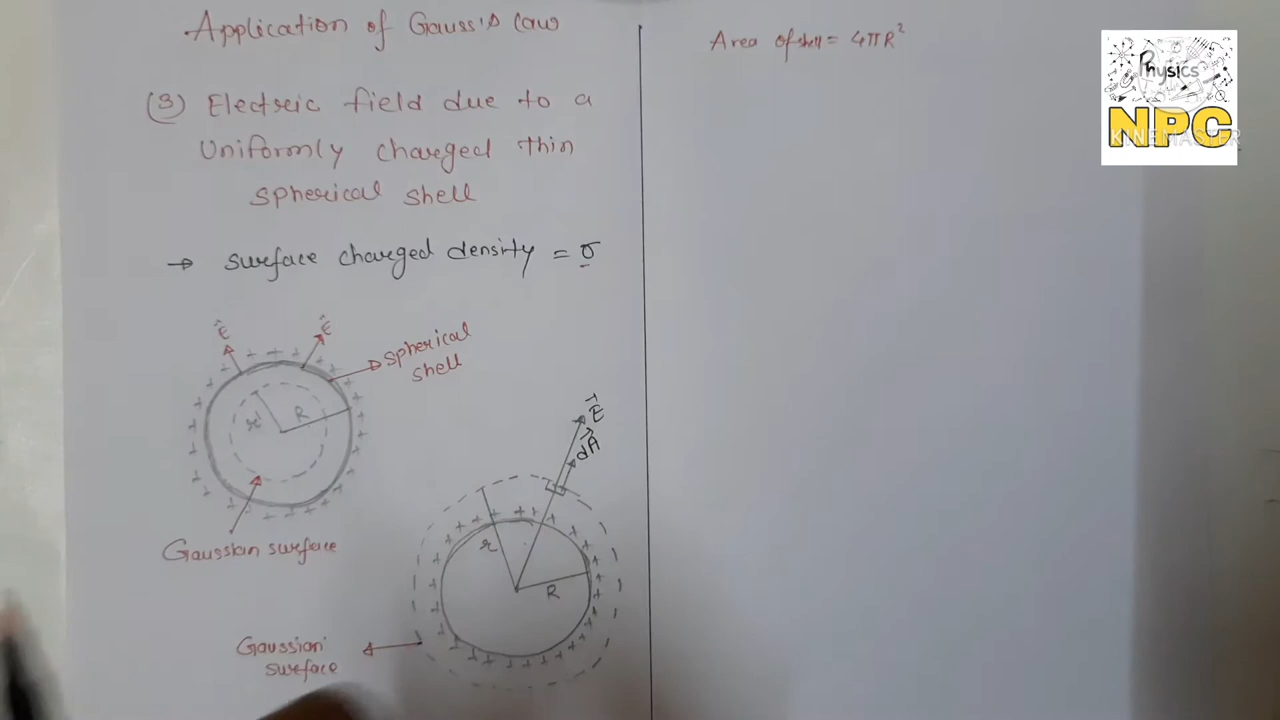 Application of Gauss's law
(3) Electric field due to a
Uniformly charged thin
spherical shell
→ surface charged density = σ
Ê Ê
spherical
shell
r' R
Gaussian surface
E
dA
r
R
Gaussian
surface
Area of shell = 4πR²
Physics
NPC
KINEMASTER